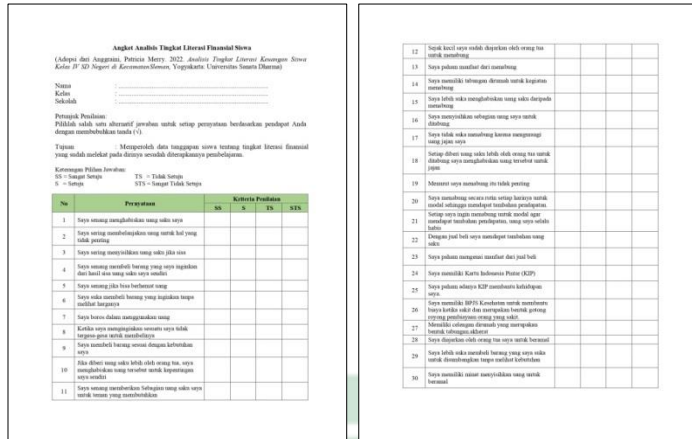 Angket Analisis Tingkat Literasi Finansial Siswa
(Adopsi dari Anggraini, Patricia Merry. 2022. Analisis Tingkat Literasi Keuangan Siswa
Kelas IV SD Negeri di KecamatanSleman, Yogyakarta: Universitas Sanata Dharma)
Nama :
Kelas :
Sekolah :
Petunjuk Penilaian:
Pilihlah salah satu alternatif jawaban untuk setiap pernyataan berdasarkan pendapat Anda
dengan membubuhkan tanda (√).
Tujuan : Memperoleh data tanggapan siswa tentang tingkat literasi finansial
yang sudah melekat pada dirinya sesudah diterapkannya pembelajaran.
Keterangan Pilihan Jawaban:
SS = Sangat Setuju TS = Tidak Setuju
S = Setuju STS = Sangat Tidak Setuju
No Pernyataan Kriteria Penilaian
SS S TS STS
1 Saya senang menghabiskan uang saku saya
2 Saya sering membelanjakan uang untuk hal yang
tidak penting
3 Saya sering menyisihkan uang saku jika sisa
4 Saya senang membeli barang yang saya inginkan
dari hasil sisa uang saku saya sendiri
5 Saya senang jika bisa berhemat uang
6 Saya suka membeli barang yang inginkan tanpa
melihat harganya
7 Saya boros dalam menggunakan uang
8 Ketika saya menginginkan sesuatu saya tidak
tergesa-gesa untuk membelinya
9 Saya membeli barang sesuai dengan kebutuhan
saya
10 Jika diberi uang saku lebih oleh orang tua, saya
menghabiskan uang tersebut untuk kepentingan
saya sendiri
11 Saya senang memberikan Sebagian uang saku saya
untuk teman yang membutuhkan
12 Sejak kecil saya sudah diajarkan oleh orang tua
untuk menabung
13 Saya paham manfaat dari menabung
14 Saya memiliki tabungan dirumah untuk kegiatan
menabung
15 Saya lebih suka menghabiskan uang saku daripada
menabung
16 Saya menyisihkan sebagian uang saya untuk
ditabung
17 Saya tidak suka menabung karena mengurangi
uang jajan saya
18 Setiap diberi uang saku lebih oleh orang tua untuk
ditabung saya menghabiskan uang tersebut untuk
jajan
19 Menurut saya menabung itu tidak penting
20 Saya menabung secara rutin setiap harinya untuk
modal sehingga mendapat tambahan pendapatan
21 Setiap saya ingin menabung untuk modal agar
mendapat tambahan pendapatan, uang saya selalu
habis
22 Dengan jual beli saya mendapat tambahan uang
saku
23 Saya paham mengenai manfaat dari jual beli
24 Saya memiliki Kartu Indonesia Pintar (KIP)
25 Saya paham adanya KIP membantu kehidupan
saya.
26 Saya memiliki BPJS Kesehatan untuk membantu
biaya ketika sakit dan merupakan bentuk gotong
royong pembiayaan orang yang sakit.
27 Memiliki celengan dirumah yang merupakan
bentuk tabungan akherat
28 Saya diajarkan oleh orang tua saya untuk beramal
29 Saya lebih suka membeli barang yang saya suka
untuk disumbangkan tanpa melihat kebutuhan
30 Saya memiliki minat menyisihkan uang untuk
beramal